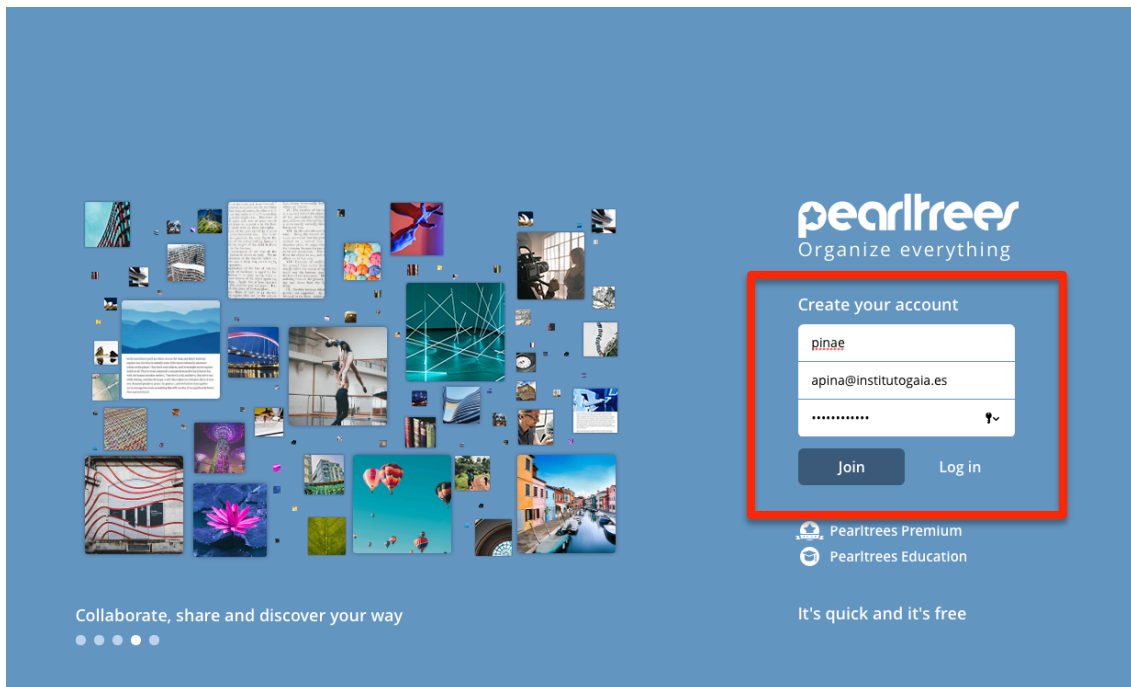 pearltrees
Organize everything
Create your account
pinae
apina@institutogaia.es
••••••••••••
Join
Log in
Pearltrees Premium
Pearltrees Education
Collaborate, share and discover your way
It's quick and it's free